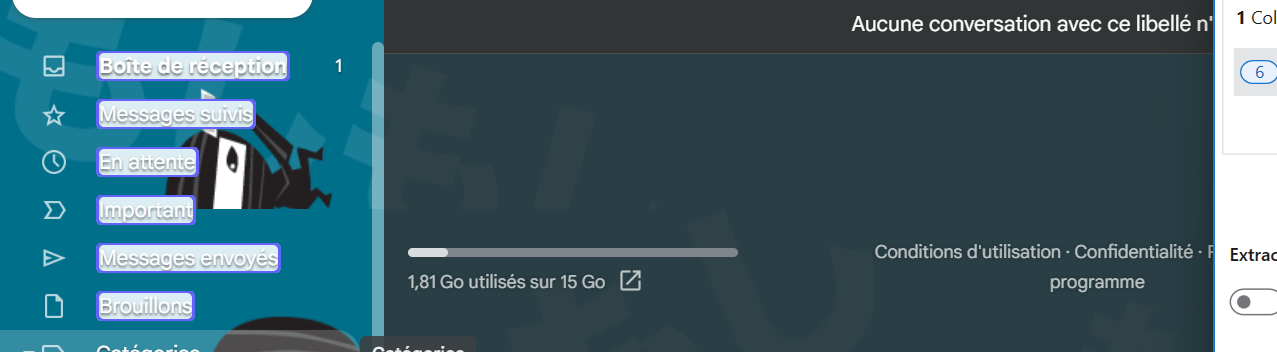 Aucune conversation avec ce libellé n'
1 Col
Boîte de réception 1
6
Messages suivis
En attente
Important
Messages envoyés
Conditions d'utilisation · Confidentialité ·
programme
Extrac
1,81 Go utilisés sur 15 Go
Brouillons
Catégories
Catégories